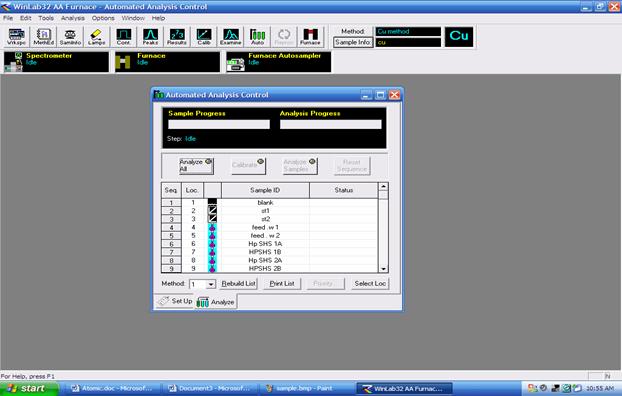 WinLab32 AA Furnace - Automated Analysis Control
File Edit Tools Analysis Options Window Help
Wrkspc MethEd SamInfo Lamps Cont. Peaks Results Calib Examine Auto Furnace
Method: Cu method
Sample Info: cu
Cu
Spectrometer
Idle
Furnace
Idle
Furnace Autosampler
Idle
Automated Analysis Control
Sample Progress Analysis Progress
Step: Idle
Analyze All Calibrate Analyze Samples Reset Sequence
Seq. Loc. Sample ID Status
1 1 blank
2 2 st1
3 3 st2
4 4 feed .w 1
5 5 feed . w 2
6 6 Hp SHS 1A
7 7 HPSHS 1B
8 8 Hp SHS 2A
9 9 HPSHS 2B
Method: 1 Rebuild List Print List Priority... Select Loc
Set Up Analyze
For Help, press F1 N
start Atomic.doc - Microsof... Document3 - Microsof... sample.bmp - Paint WinLab32 AA Furnac... 10:55 AM